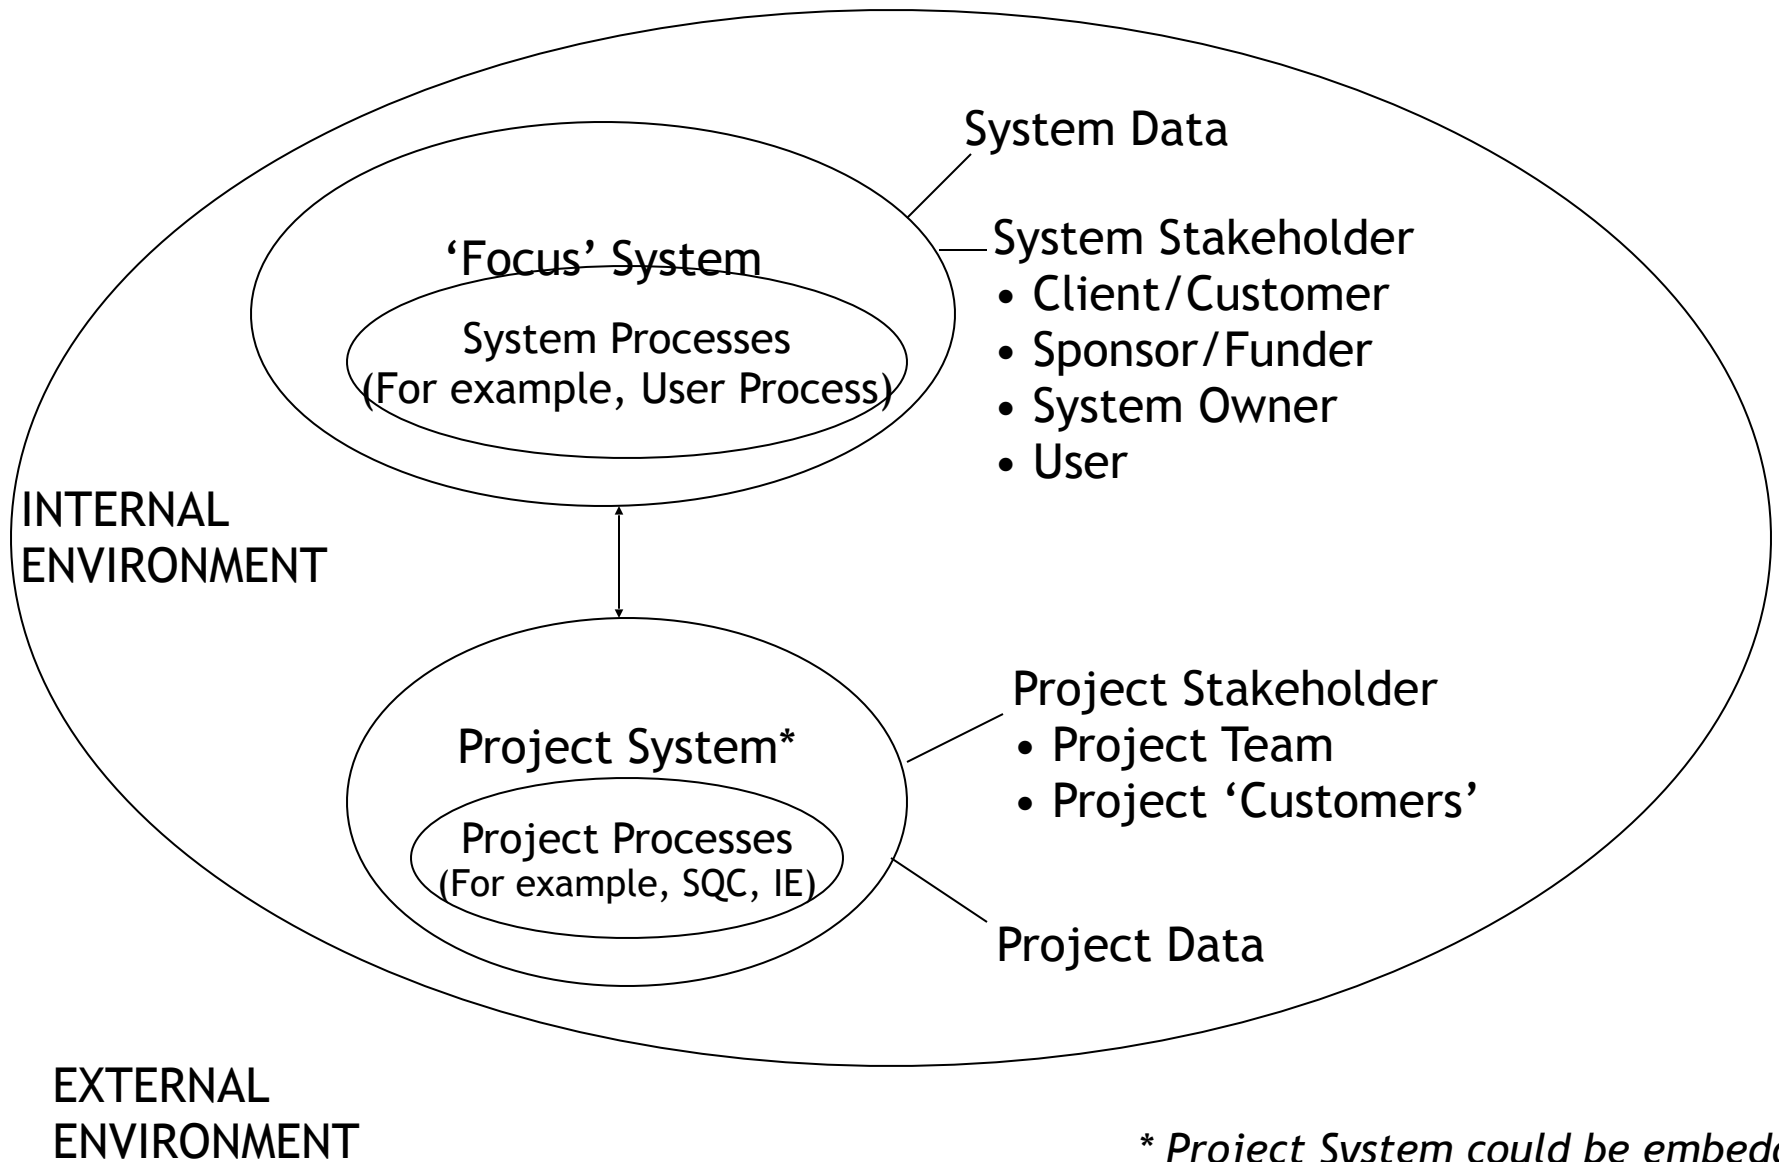 System Data
‘Focus’ System
System Processes
(For example, User Process)
System Stakeholder
• Client/Customer
• Sponsor/Funder
• System Owner
• User
INTERNAL
ENVIRONMENT
Project System*
Project Processes
(For example, SQC, IE)
Project Stakeholder
• Project Team
• Project ‘Customers’
Project Data
EXTERNAL
ENVIRONMENT
* Project System could be